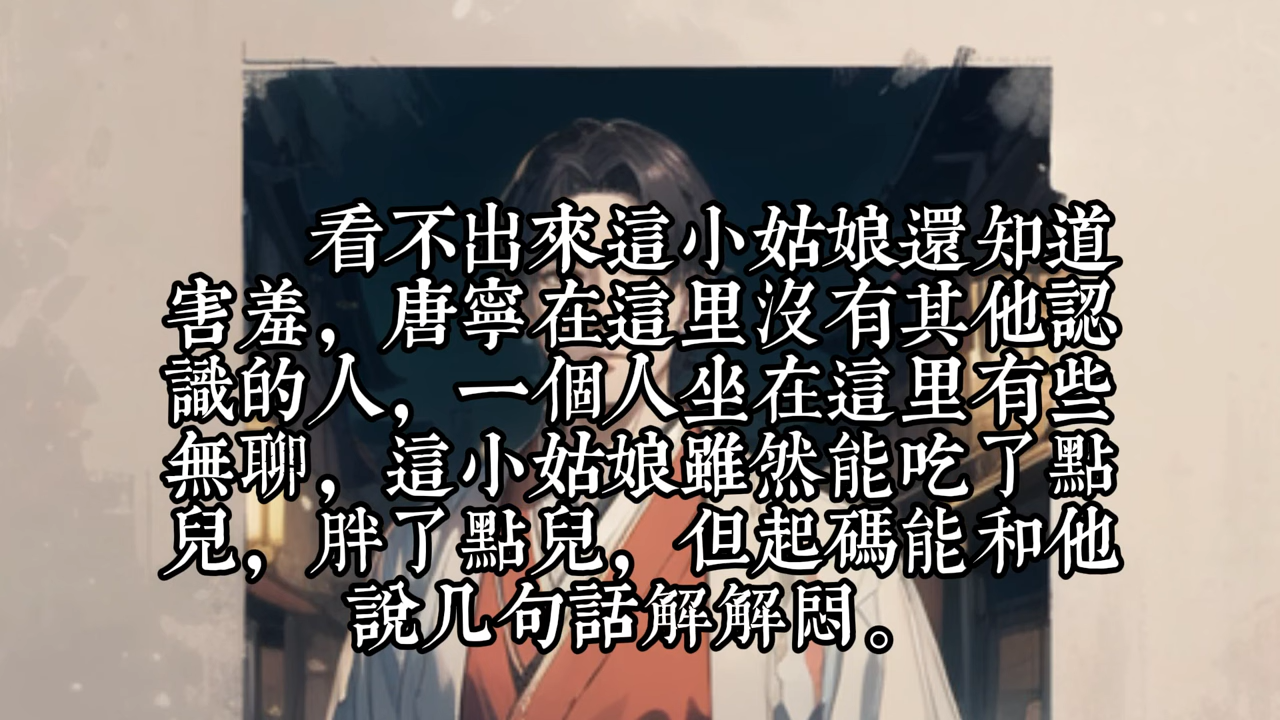 看不出來這小姑娘還知道
害羞，唐寧在這里沒有其他認
識的人，一個人坐在這里有些
無聊，這小姑娘雖然能吃了點
兒，胖了點兒，但起碼能和他
說几句話解解悶。